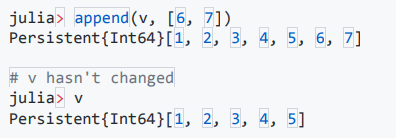 julia> append(v, [6, 7])
Persistent{Int64}[1, 2, 3, 4, 5, 6, 7]
# v hasn't changed
julia> v
Persistent{Int64}[1, 2, 3, 4, 5]